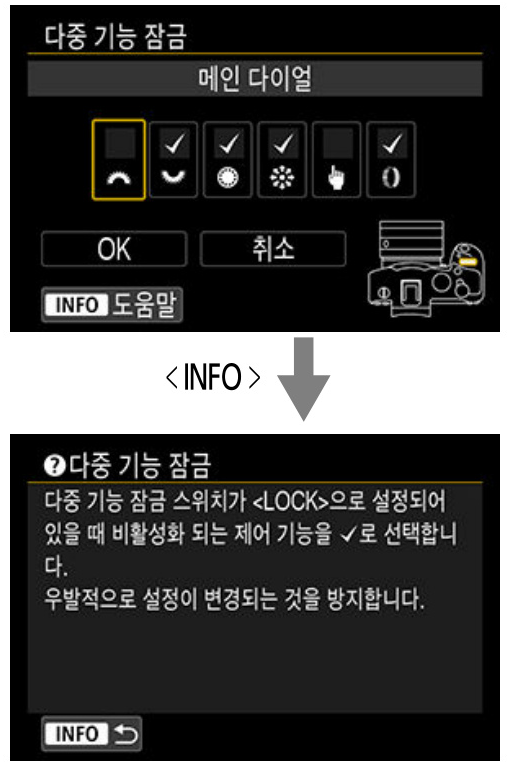 다중 기능 잠금
메인 다이얼
OK 취소
INFO 도움말
<INFO>
?다중 기능 잠금
다중 기능 잠금 스위치가 <LOCK>으로 설정되어
있을 때 비활성화 되는 제어 기능을 ✓로 선택합니
다.
우발적으로 설정이 변경되는 것을 방지합니다.
INFO